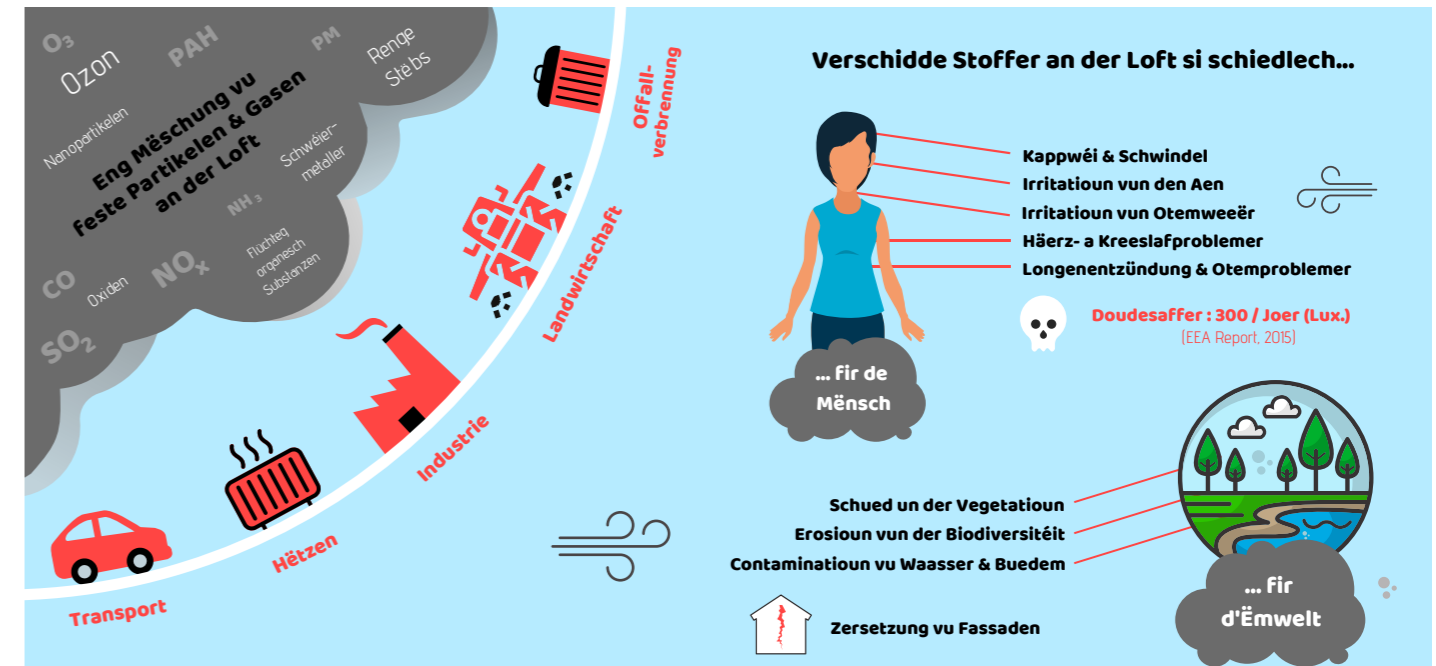 O₃
Ozon
PAH
PM
Renge
Stëbs
Nanopartikelen
Eng Mëschung vu
feste Partikelen & Gasen
an der Loft
Schwéier-
metaller
NH₃
CO
Oxiden
NOₓ
Flüchteg
organesch
Substanzen
SO₂
Offall-
verbrennung
Landwirtschaft
Industrie
Hëtzen
Transport
Verschidde Stoffer an der Loft si schiedlech...
Kappwéi & Schwindel
Irritatioun vun den Aen
Irritatioun vun Otemweeër
Häerz- a Kreeslafproblemer
Longenentzündung & Otemproblemer
Doudesaffer : 300 / Joer (Lux.)
(EEA Report, 2015)
... fir de
Mënsch
Schued un der Vegetatioun
Erosioun vun der Biodiversitéit
Contaminatioun vu Waasser & Buedem
Zersetzung vu Fassaden
... fir
d'Ëmwelt